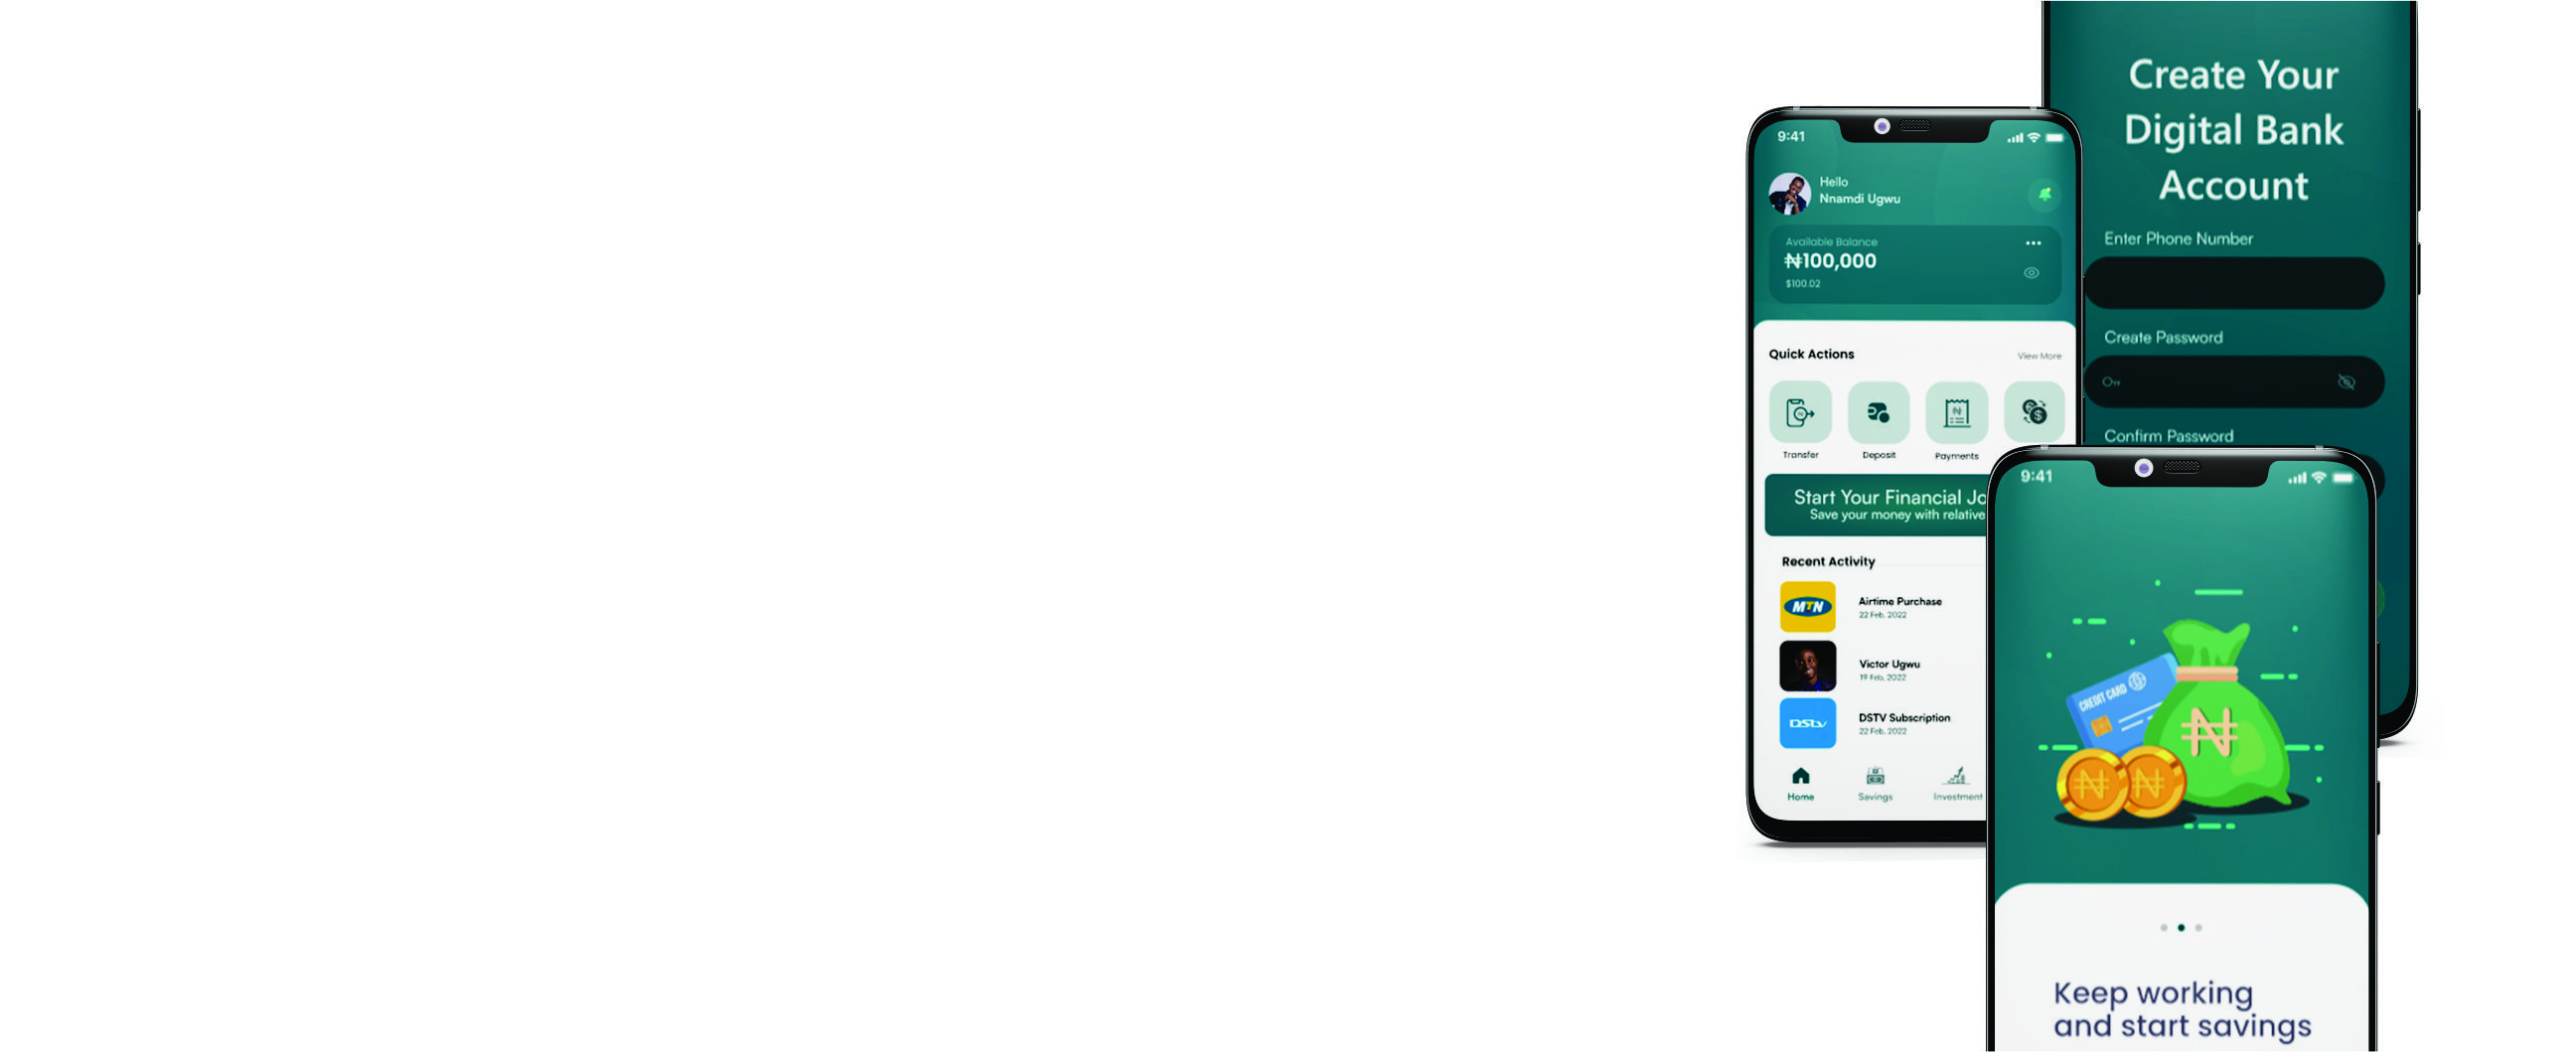 9:41
Hello
Nnamdi Ugwu
Available Balance
₦100,000
$100.02
Quick Actions
View More
Transfer
Deposit
Payments
Start Your Financial Jo
Save your money with relative
Recent Activity
MTN
Airtime Purchase
22 Feb, 2022
Victor Ugwu
19 Feb, 2022
DStv
DSTV Subscription
22 Feb, 2022
Home
Savings
Investment
Create Your
Digital Bank
Account
Enter Phone Number
Create Password
Confirm Password
9:41
CREDIT CARD
₦
₦
₦
Keep working
and start savings